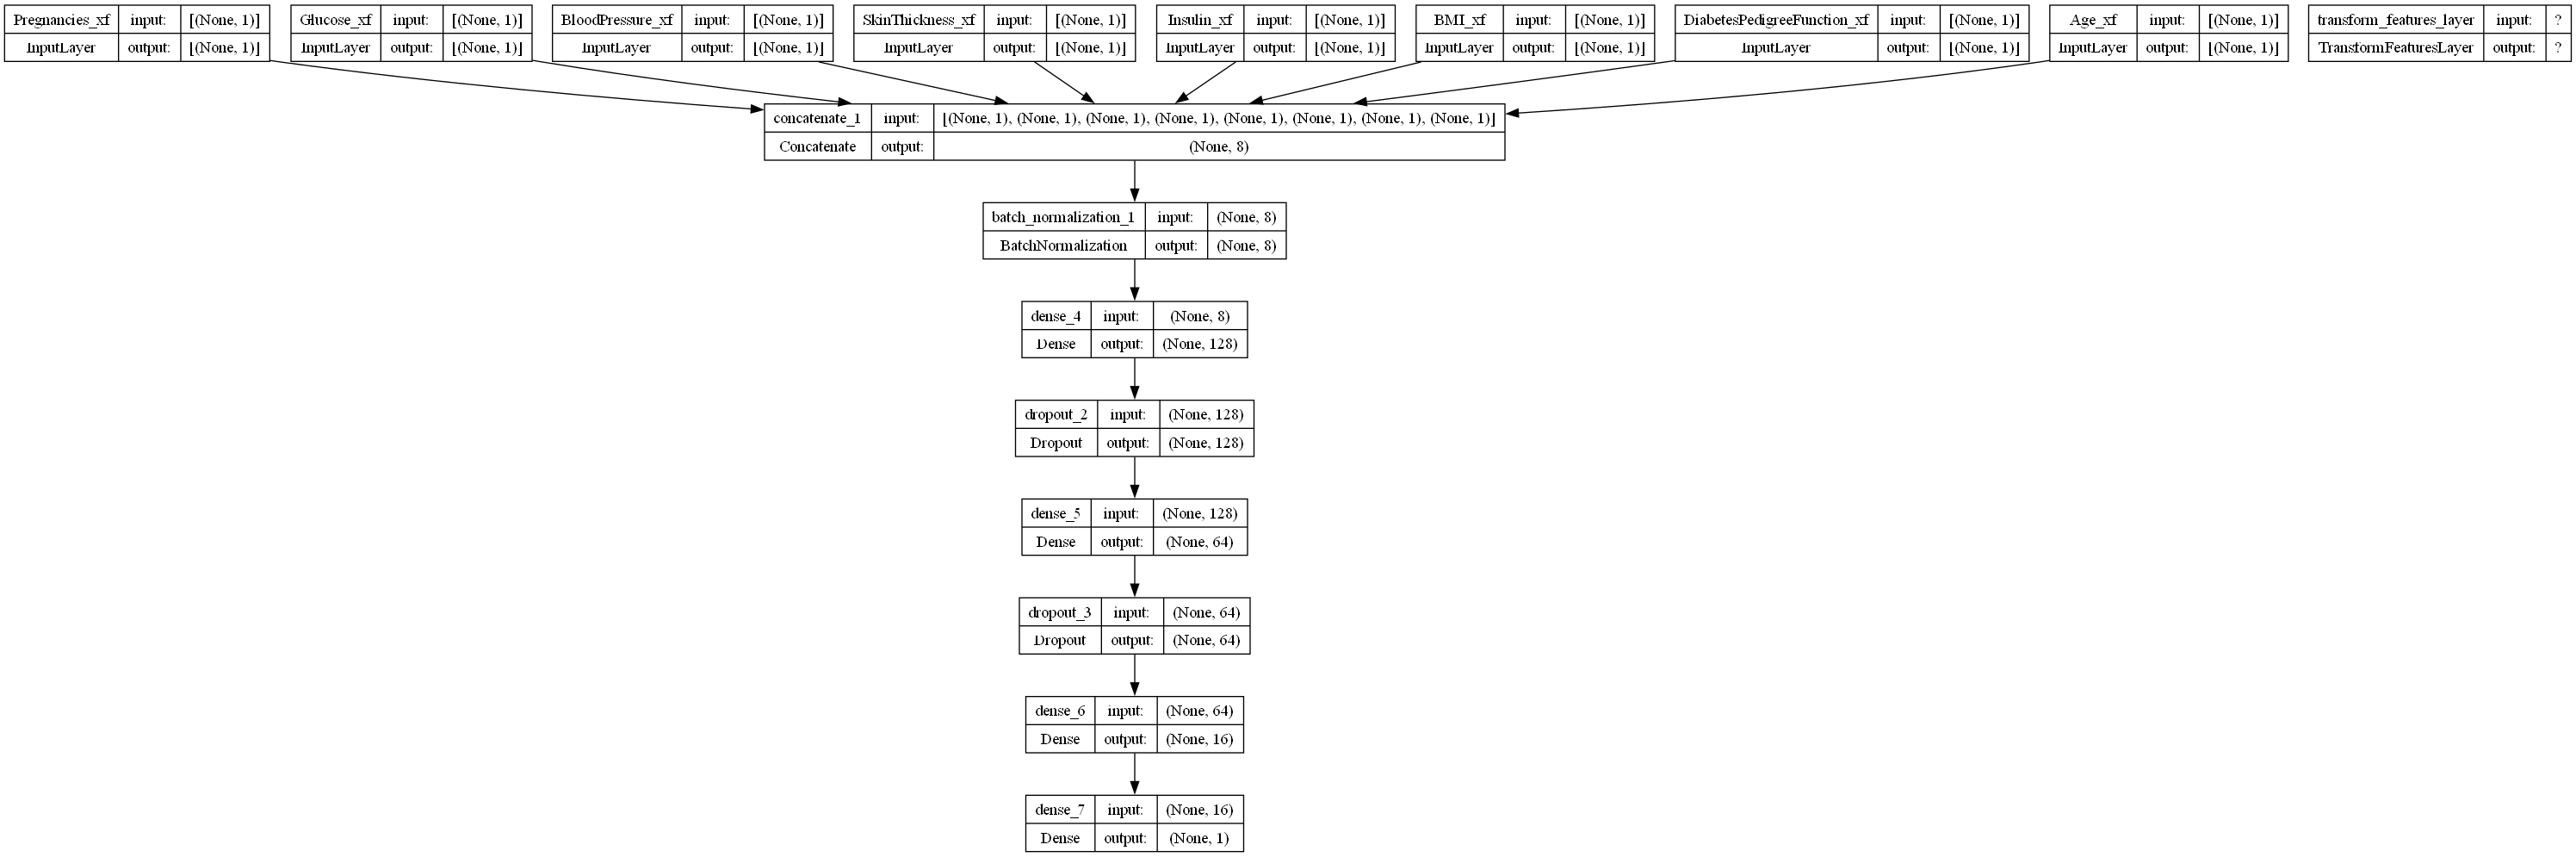 Pregnancies_xf input: [(None, 1)]
InputLayer output: [(None, 1)]
Glucose_xf input: [(None, 1)]
InputLayer output: [(None, 1)]
BloodPressure_xf input: [(None, 1)]
InputLayer output: [(None, 1)]
SkinThickness_xf input: [(None, 1)]
InputLayer output: [(None, 1)]
Insulin_xf input: [(None, 1)]
InputLayer output: [(None, 1)]
BMI_xf input: [(None, 1)]
InputLayer output: [(None, 1)]
DiabetesPedigreeFunction_xf input: [(None, 1)]
InputLayer output: [(None, 1)]
Age_xf input: [(None, 1)]
InputLayer output: [(None, 1)]
transform_features_layer input: ?
TransformFeaturesLayer output: ?
concatenate_1 input: [(None, 1), (None, 1), (None, 1), (None, 1), (None, 1), (None, 1), (None, 1), (None, 1)]
Concatenate output: (None, 8)
batch_normalization_1 input: (None, 8)
BatchNormalization output: (None, 8)
dense_4 input: (None, 8)
Dense output: (None, 128)
dropout_2 input: (None, 128)
Dropout output: (None, 128)
dense_5 input: (None, 128)
Dense output: (None, 64)
dropout_3 input: (None, 64)
Dropout output: (None, 64)
dense_6 input: (None, 64)
Dense output: (None, 16)
dense_7 input: (None, 16)
Dense output: (None, 1)